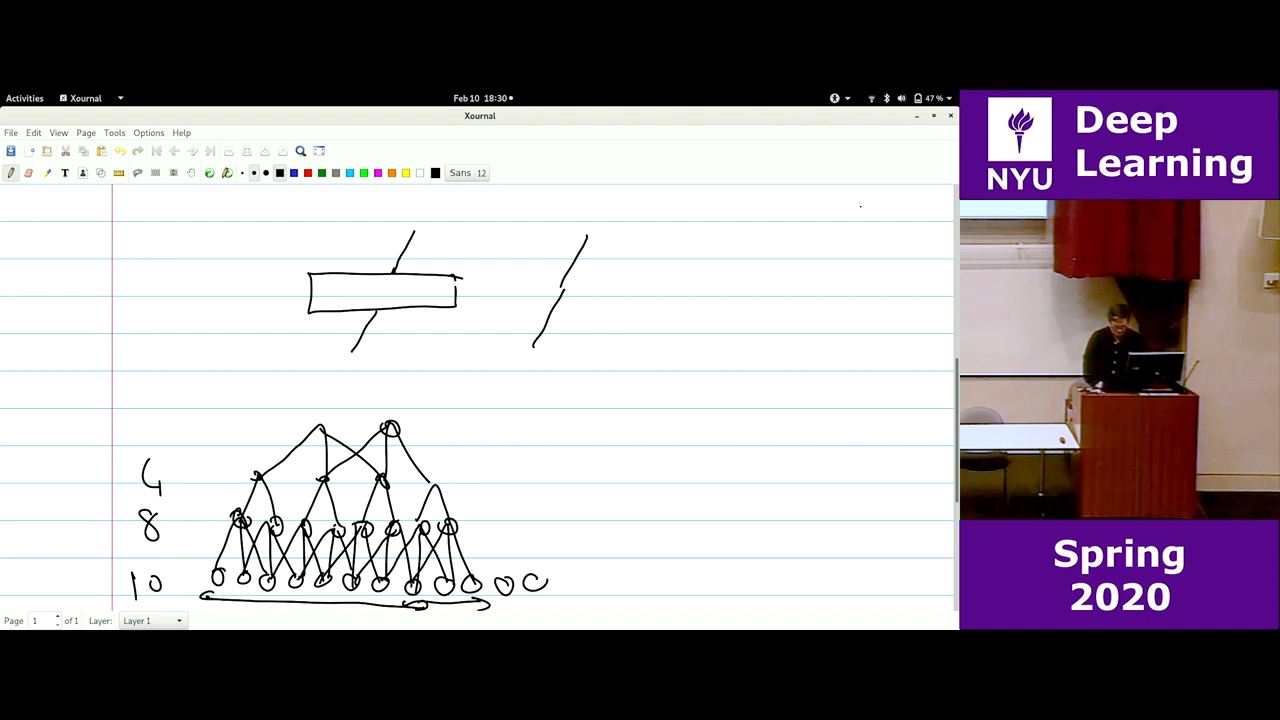 Activities Xournal Feb 10 18:30 47 %
Xournal
File Edit View Page Tools Options Help
Sans 12
4
8
10
Page 1 of 1 Layer: Layer 1
NYU
Deep
Learning
Spring
2020